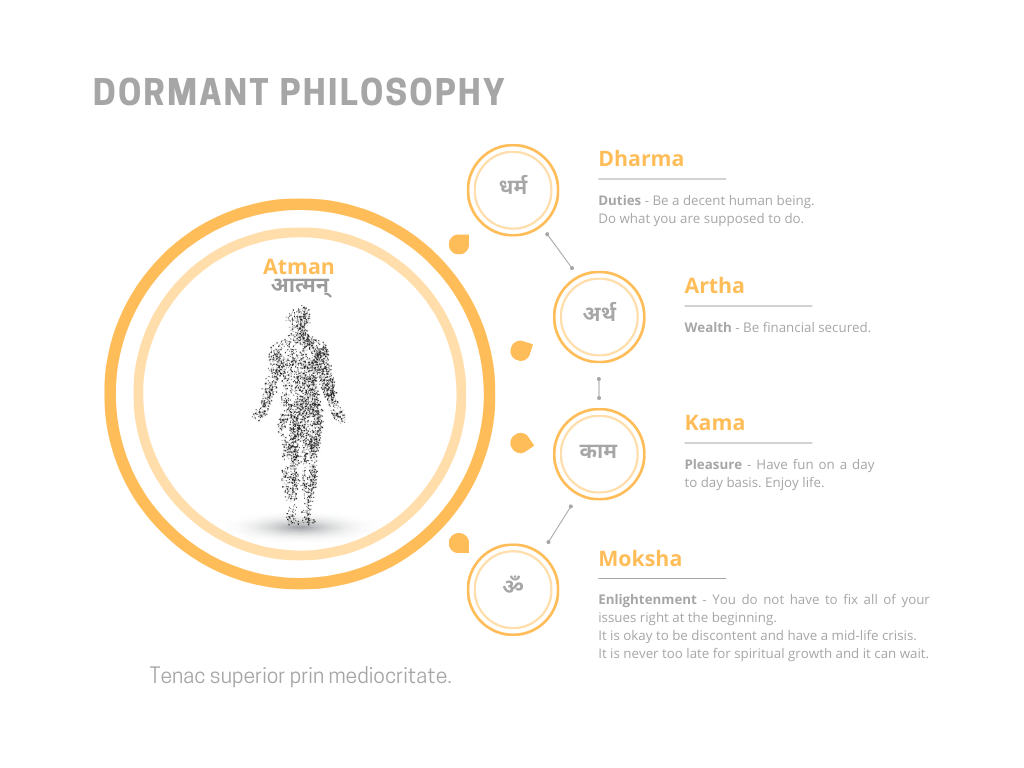 DORMANT PHILOSOPHY
Atman
आत्मन्
धर्म
Dharma
Duties - Be a decent human being.
Do what you are supposed to do.
अर्थ
Artha
Wealth - Be financial secured.
काम
Kama
Pleasure - Have fun on a day
to day basis. Enjoy life.
ॐ
Moksha
Enlightenment - You do not have to fix all of your
issues right at the beginning.
It is okay to be discontent and have a mid-life crisis.
It is never too late for spiritual growth and it can wait.
Tenac superior prin mediocritate.